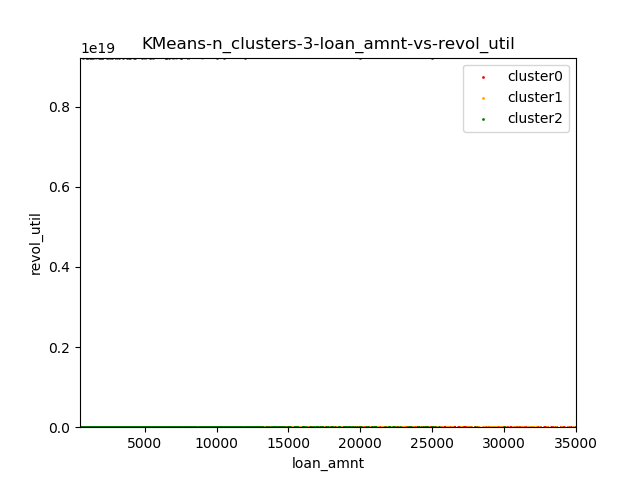 KMeans-n_clusters-3-loan_amnt-vs-revol_util
1e19
cluster0
cluster1
cluster2
0.8
0.6
0.4
0.2
0.0
revol_util
5000 10000 15000 20000 25000 30000 35000
loan_amnt